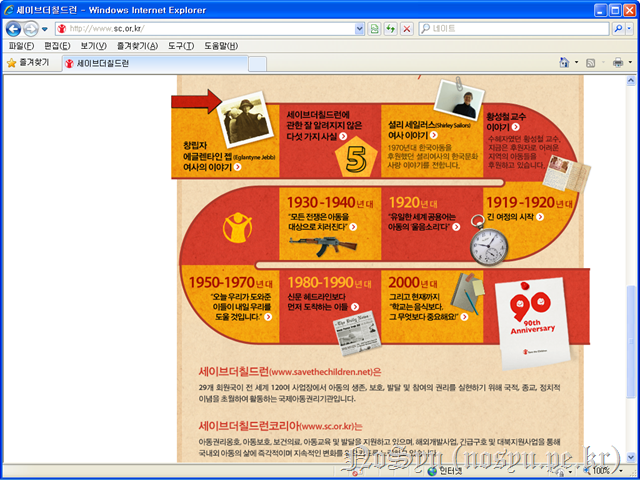 세이브더칠드런 - Windows Internet Explorer
http://www.sc.or.kr/
네이트
파일(F) 편집(E) 보기(V) 즐겨찾기(A) 도구(T) 도움말(H)
즐겨찾기 세이브더칠드런
창립자
에글렌타인 젭 (Eglantyne Jebb)
여사의 이야기
세이브더칠드런에
관한 잘 알려지지 않은
다섯 가지 사실
5
셜리 세일러스(Shirley Sailors)
여사 이야기
1970년대 한국아동을
후원했던 셜리여사의 한국문화
사랑 이야기를 전합니다.
황성철 교수
이야기
수혜자였던 황성철 교수,
지금은 후원자로 어려운
지역의 아동들을
후원하고 있습니다.
1930 -1940년 대
"모든 전쟁은 아동을
대상으로 치러진다"
1920년대
"유일한 세계 공용어는
아동의 '울음소리'다"
1919 -1920년대
긴 여정의 시작
1950-1970년대
"오늘 우리가 도와준
아동이 내일 우리를
도울 것입니다."
1980-1990년대
신문 헤드라인보다
먼저 도착하는 이들
The Daily News
2000년대
그리고 현재까지
"학교는 음식보다,
그 무엇보다 중요해요!"
90
90th
Anniversary
세이브더칠드런(www.savethechildren.net)은
29개 회원국이 전 세계 120여 사업장에서 아동의 생존, 보호, 발달 및 참여의 권리를 실현하기 위해 국적, 종교, 정치적
이념을 초월하여 활동하는 국제아동권리기관입니다.
세이브더칠드런코리아(www.sc.or.kr)는
아동권리옹호, 아동보호, 보건의료, 아동교육 및 발달을 지원하고 있으며, 해외개발사업, 긴급구호 및 대북지원사업을 통해
국내외 아동의 삶에 즉각적이며 지속적인 변화를
NoSyu (nosyu.pe.kr)
인터넷
100%